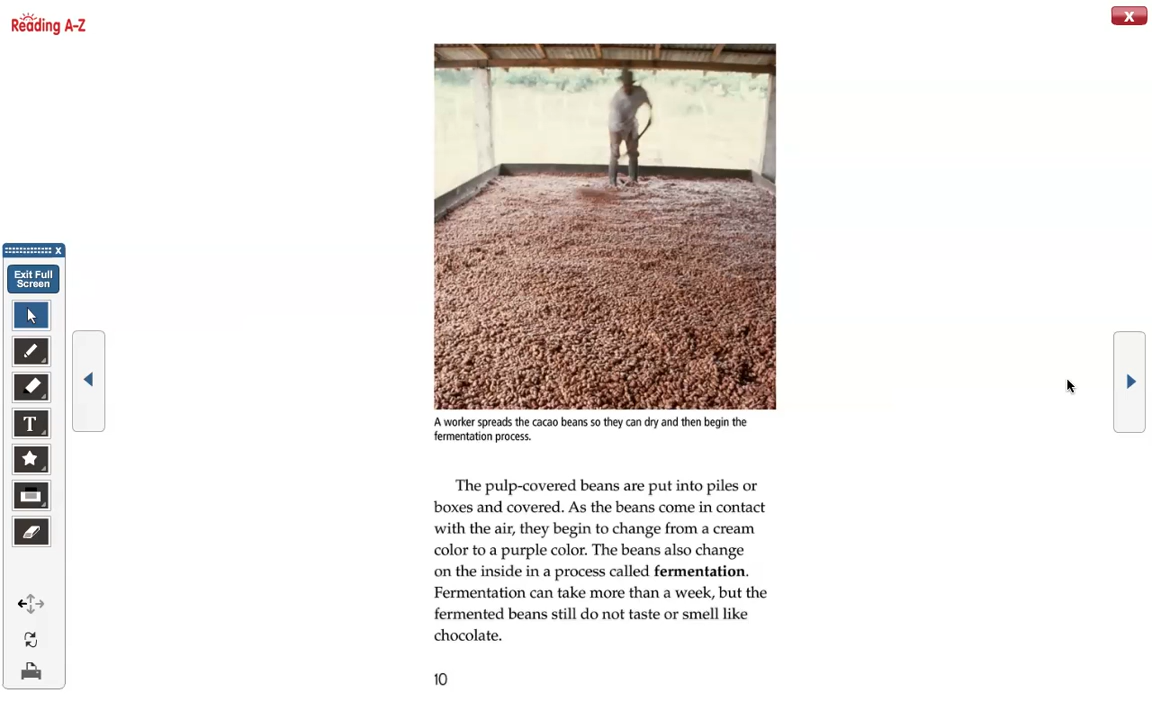 Reading A-Z
X
x
Exit Full
Screen
T
A worker spreads the cacao beans so they can dry and then begin the
fermentation process.
The pulp-covered beans are put into piles or
boxes and covered. As the beans come in contact
with the air, they begin to change from a cream
color to a purple color. The beans also change
on the inside in a process called fermentation.
Fermentation can take more than a week, but the
fermented beans still do not taste or smell like
chocolate.
10